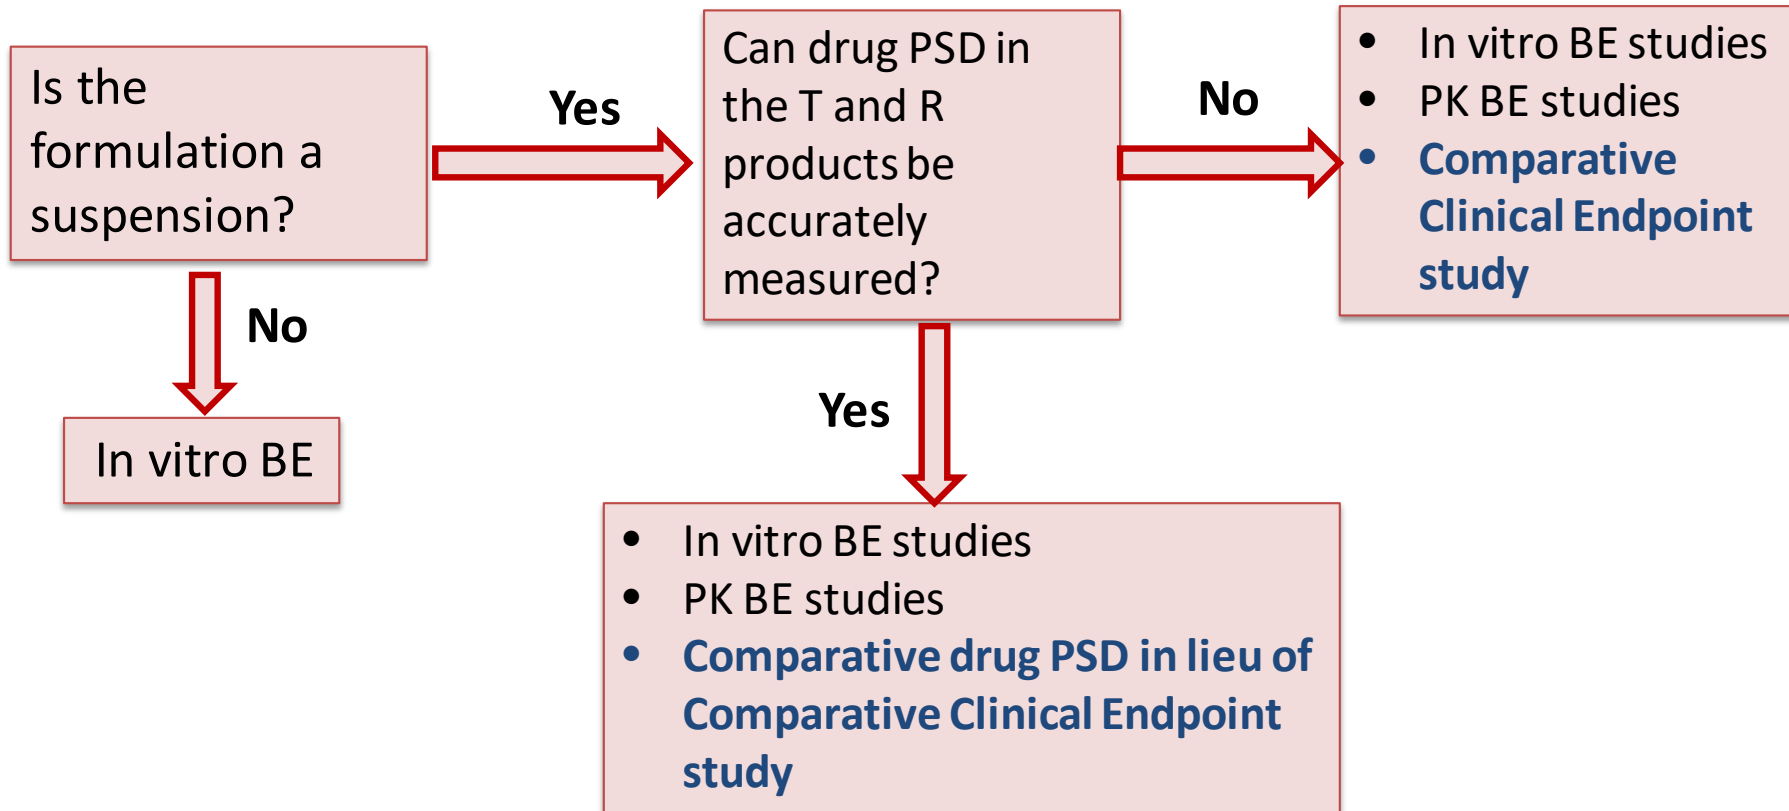 Is the
formulation a
suspension?
Yes
Can drug PSD in
the T and R
products be
accurately
measured?
No
• In vitro BE studies
• PK BE studies
• Comparative
Clinical Endpoint
study
No
In vitro BE
Yes
• In vitro BE studies
• PK BE studies
• Comparative drug PSD in lieu of
Comparative Clinical Endpoint
study